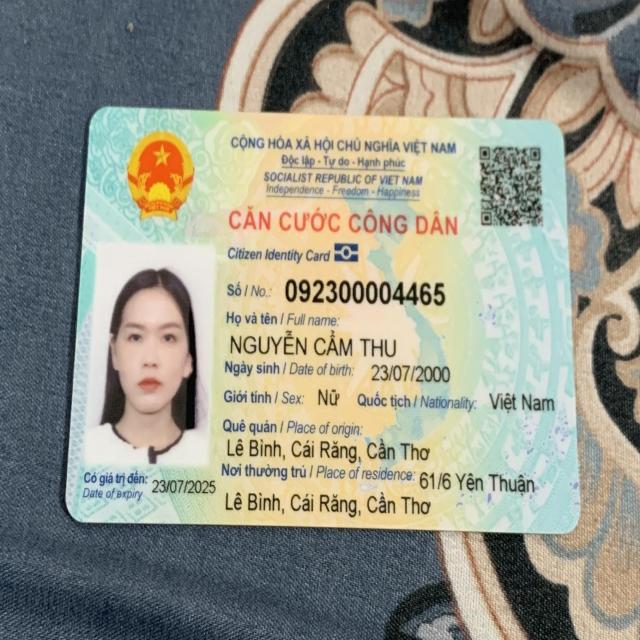 CỘNG HÒA XÃ HỘI CHỦ NGHĨA VIỆT NAM
Độc lập - Tự do - Hạnh phúc
SOCIALIST REPUBLIC OF VIET NAM
Independence - Freedom - Happiness
CĂN CƯỚC CÔNG DÂN
Citizen Identity Card
Số / No.: 092300004465
Họ và tên / Full name:
NGUYỄN CẨM THU
Ngày sinh / Date of birth: 23/07/2000
Giới tính / Sex: Nữ Quốc tịch / Nationality: Việt Nam
Quê quán / Place of origin:
Lê Bình, Cái Răng, Cần Thơ
Nơi thường trú / Place of residence: 61/6 Yên Thuận
Lê Bình, Cái Răng, Cần Thơ
Có giá trị đến: 23/07/2025
Date of expiry